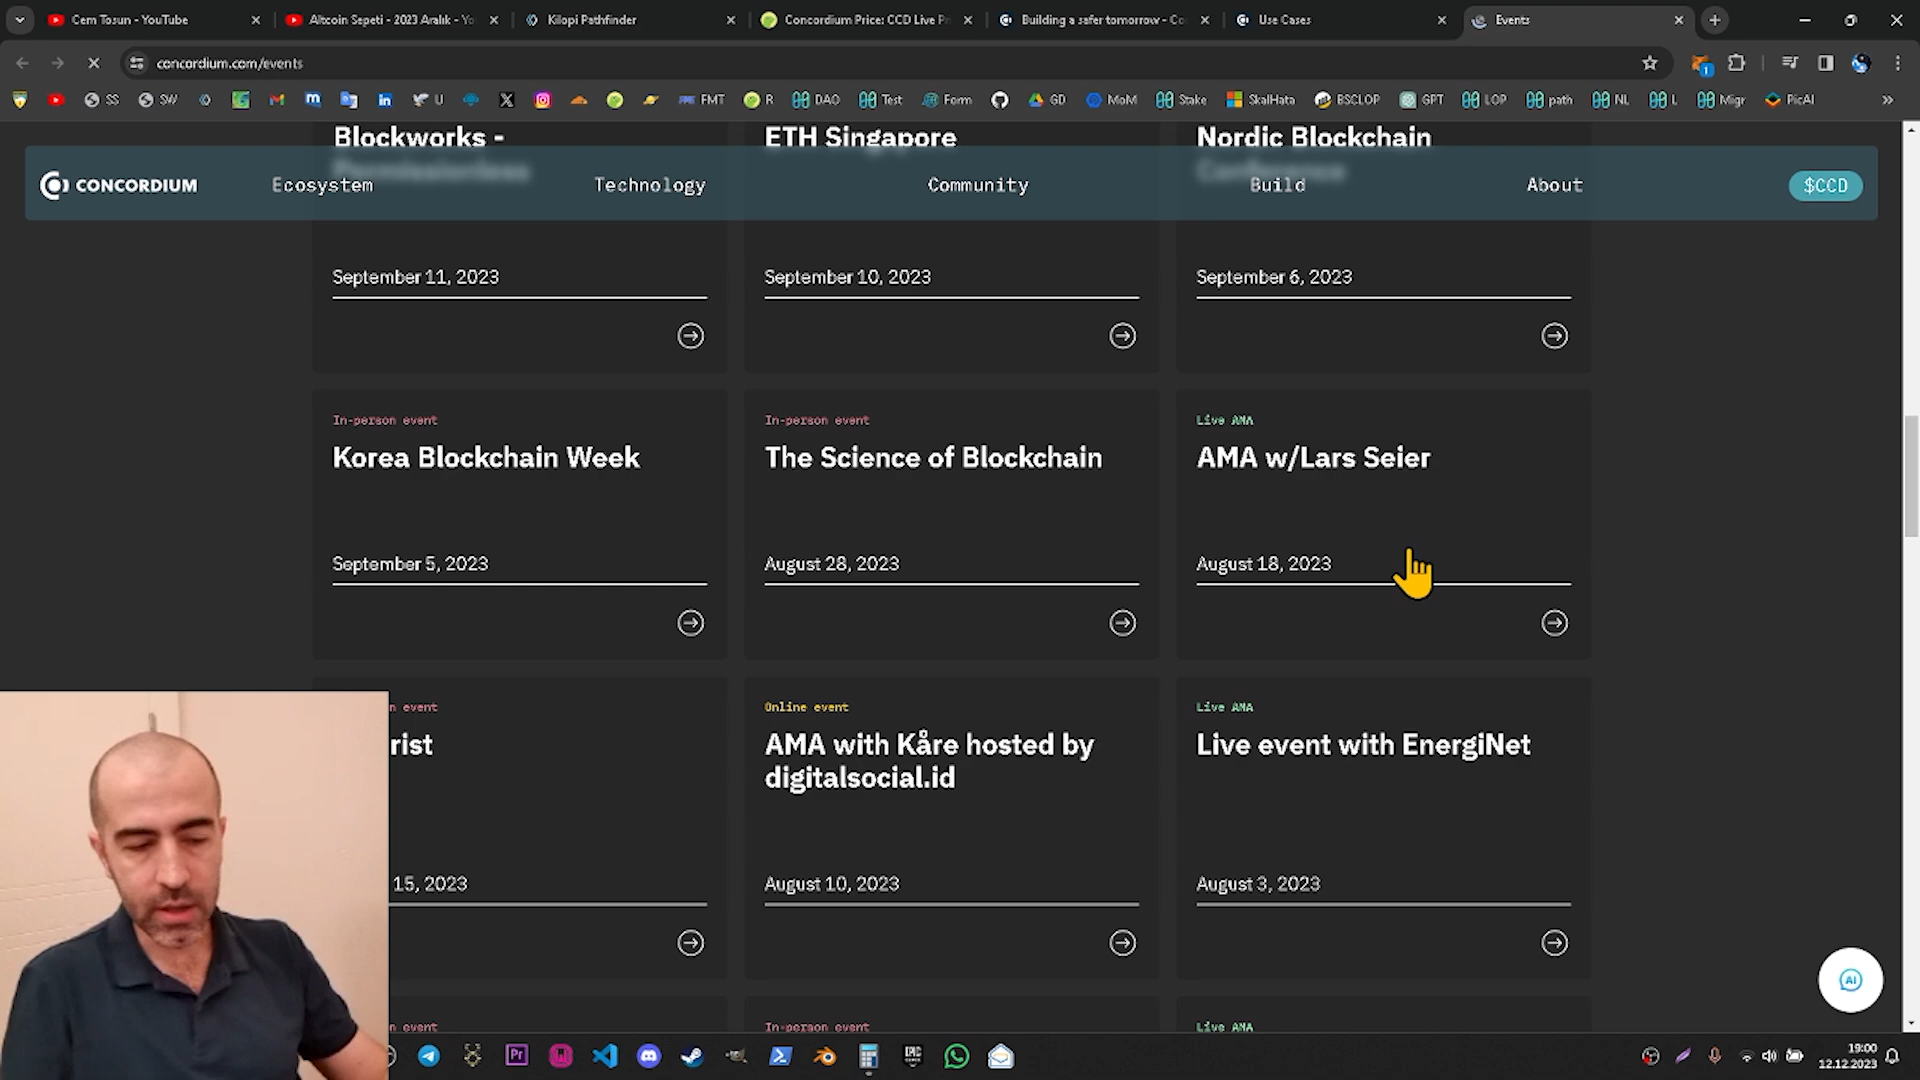 Cem Tosun - YouTube
Altcoin Sepeti - 2023 Aralık - Yo
Kilopi Pathfinder
Concordium Price: CCD Live Pr
Building a safer tomorrow - Co
Use Cases
Events
concordium.com/events
SS
SW
U
FMT
R
DAO
Test
Form
GD
MoM
Stake
SkalHata
BSCLOP
GPT
LOP
path
NL
L
Migr
PicAI
Blockworks -
Permissionless
ETH Singapore
Nordic Blockchain
Conference
CONCORDIUM
Ecosystem
Technology
Community
Build
About
$CCD
September 11, 2023
September 10, 2023
September 6, 2023
In-person event
Korea Blockchain Week
September 5, 2023
In-person event
The Science of Blockchain
August 28, 2023
Live AMA
AMA w/Lars Seier
August 18, 2023
n event
rist
15, 2023
Online event
AMA with Kåre hosted by
digitalsocial.id
August 10, 2023
Live AMA
Live event with EnergiNet
August 3, 2023
n event
In-person event
Live AMA
AI
19:00
12.12.2023